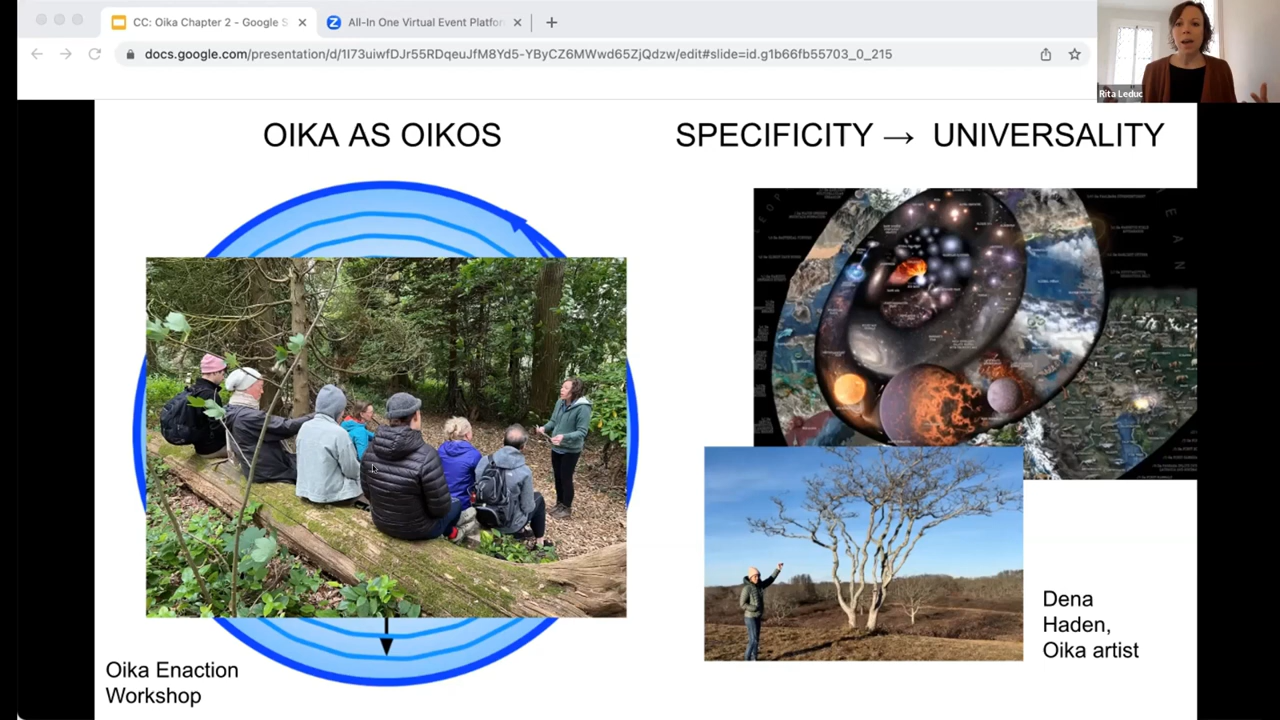 CC: Oika Chapter 2 - Google S
All-In One Virtual Event Platfor
docs.google.com/presentation/d/1I73uiwfDJr55RDqeuJfM8Yd5-YByCZ6MWwd65ZjQdzw/edit#slide=id.g1b66fb55703_0_215
Rita Leduc
OIKA AS OIKOS
SPECIFICITY → UNIVERSALITY
Dena
Haden,
Oika artist
Oika Enaction
Workshop